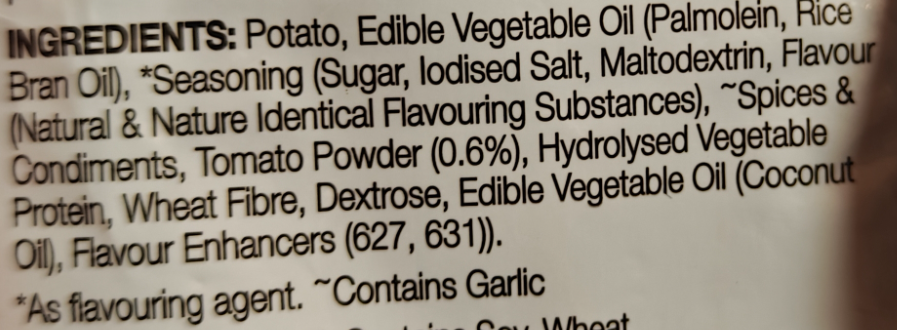 INGREDIENTS: Potato, Edible Vegetable Oil (Palmolein, Rice
Bran Oil), *Seasoning (Sugar, Iodised Salt, Maltodextrin, Flavour
(Natural & Nature Identical Flavouring Substances), ~Spices &
Condiments, Tomato Powder (0.6%), Hydrolysed Vegetable
Protein, Wheat Fibre, Dextrose, Edible Vegetable Oil (Coconut
Oil), Flavour Enhancers (627, 631)).
*As flavouring agent. ~Contains Garlic
Soy, Wheat